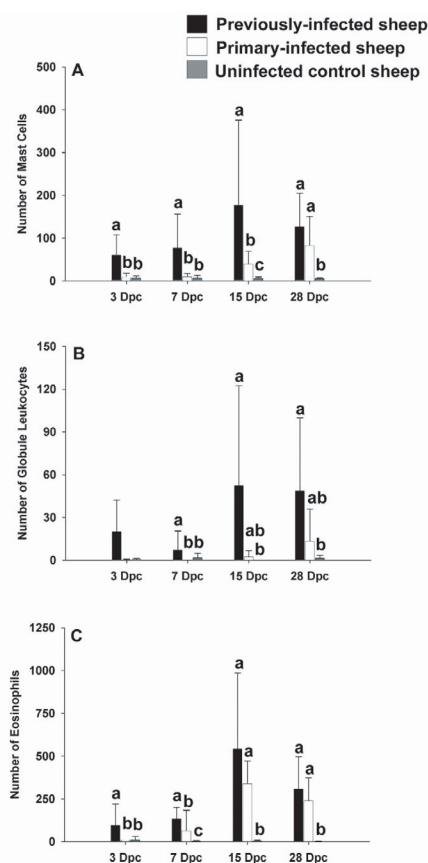 Previously-infected sheep
Primary-infected sheep
Uninfected control sheep
A
Number of Mast Cells
500
400
300
200
100
0
a
bb
a
bb
a
b
c
a
a
b
3 Dpc 7 Dpc 15 Dpc 28 Dpc
B
Number of Globule Leukocytes
150
120
90
60
30
0
a
bb
a
ab
b
a
ab
b
3 Dpc 7 Dpc 15 Dpc 28 Dpc
C
Number of Eosinophils
1250
1000
750
500
250
0
a
b
a
b
c
a
a
b
a
a
b
3 Dpc 7 Dpc 15 Dpc 28 Dpc